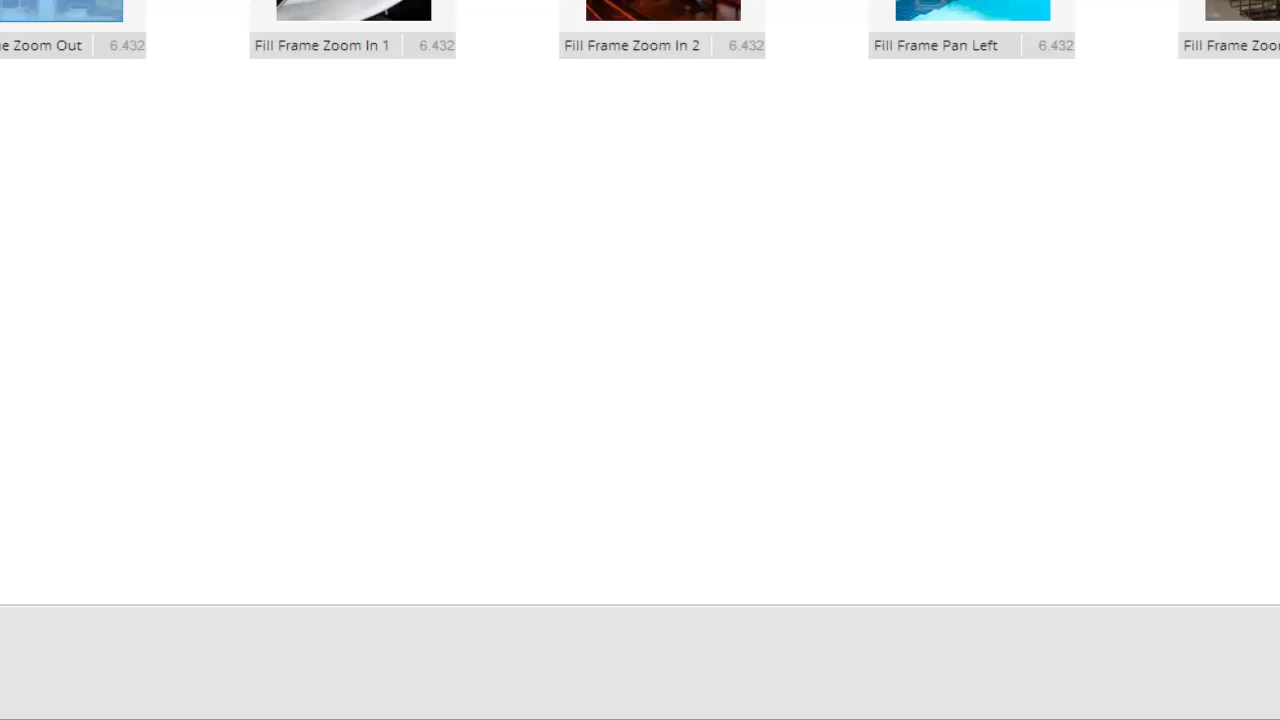 e Zoom Out 6.432
Fill Frame Zoom In 1 6.432
Fill Frame Zoom In 2 6.432
Fill Frame Pan Left 6.432
Fill Frame Zoo